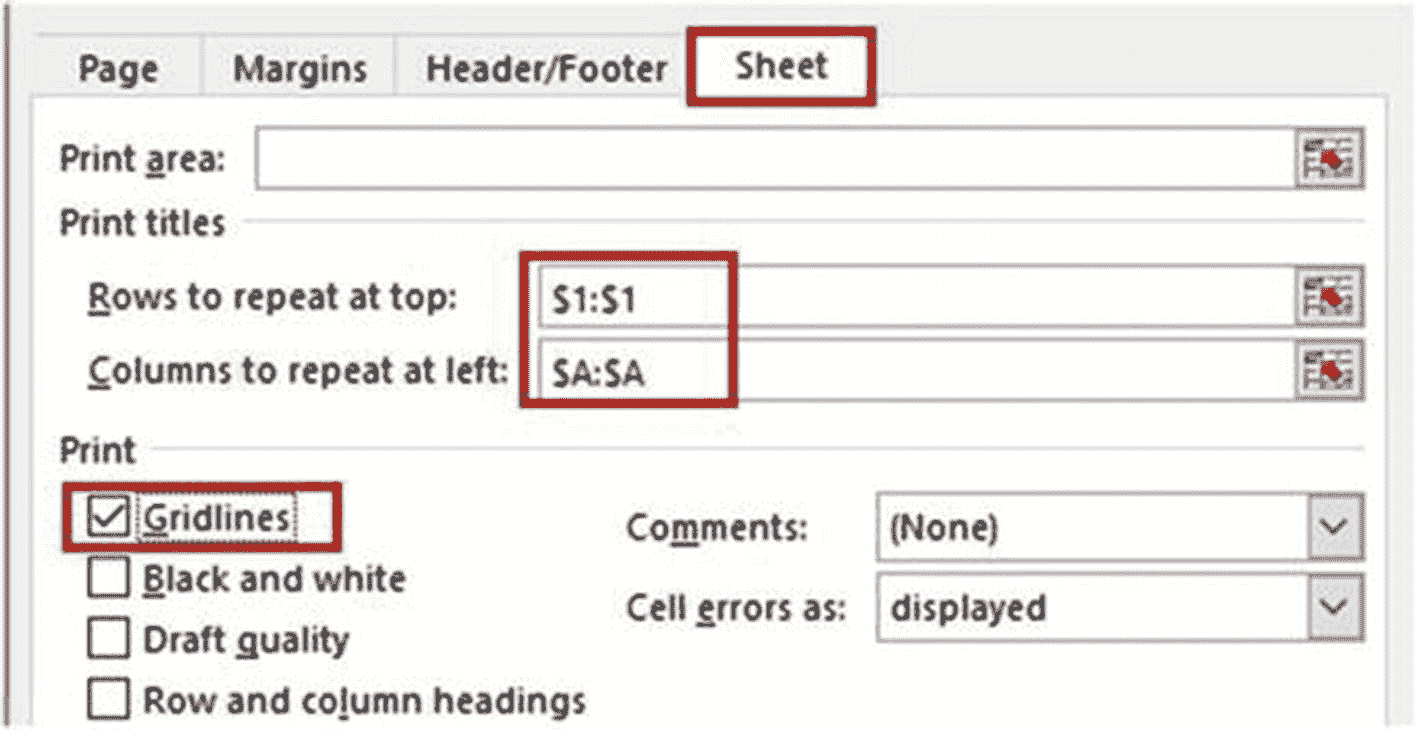 Page Margins Header/Footer Sheet
Print area:
Print titles
Rows to repeat at top: $1:$1
Columns to repeat at left: $A:$A
Print
Gridlines
Comments: (None)
Black and white
Cell errors as: displayed
Draft quality
Row and column headings